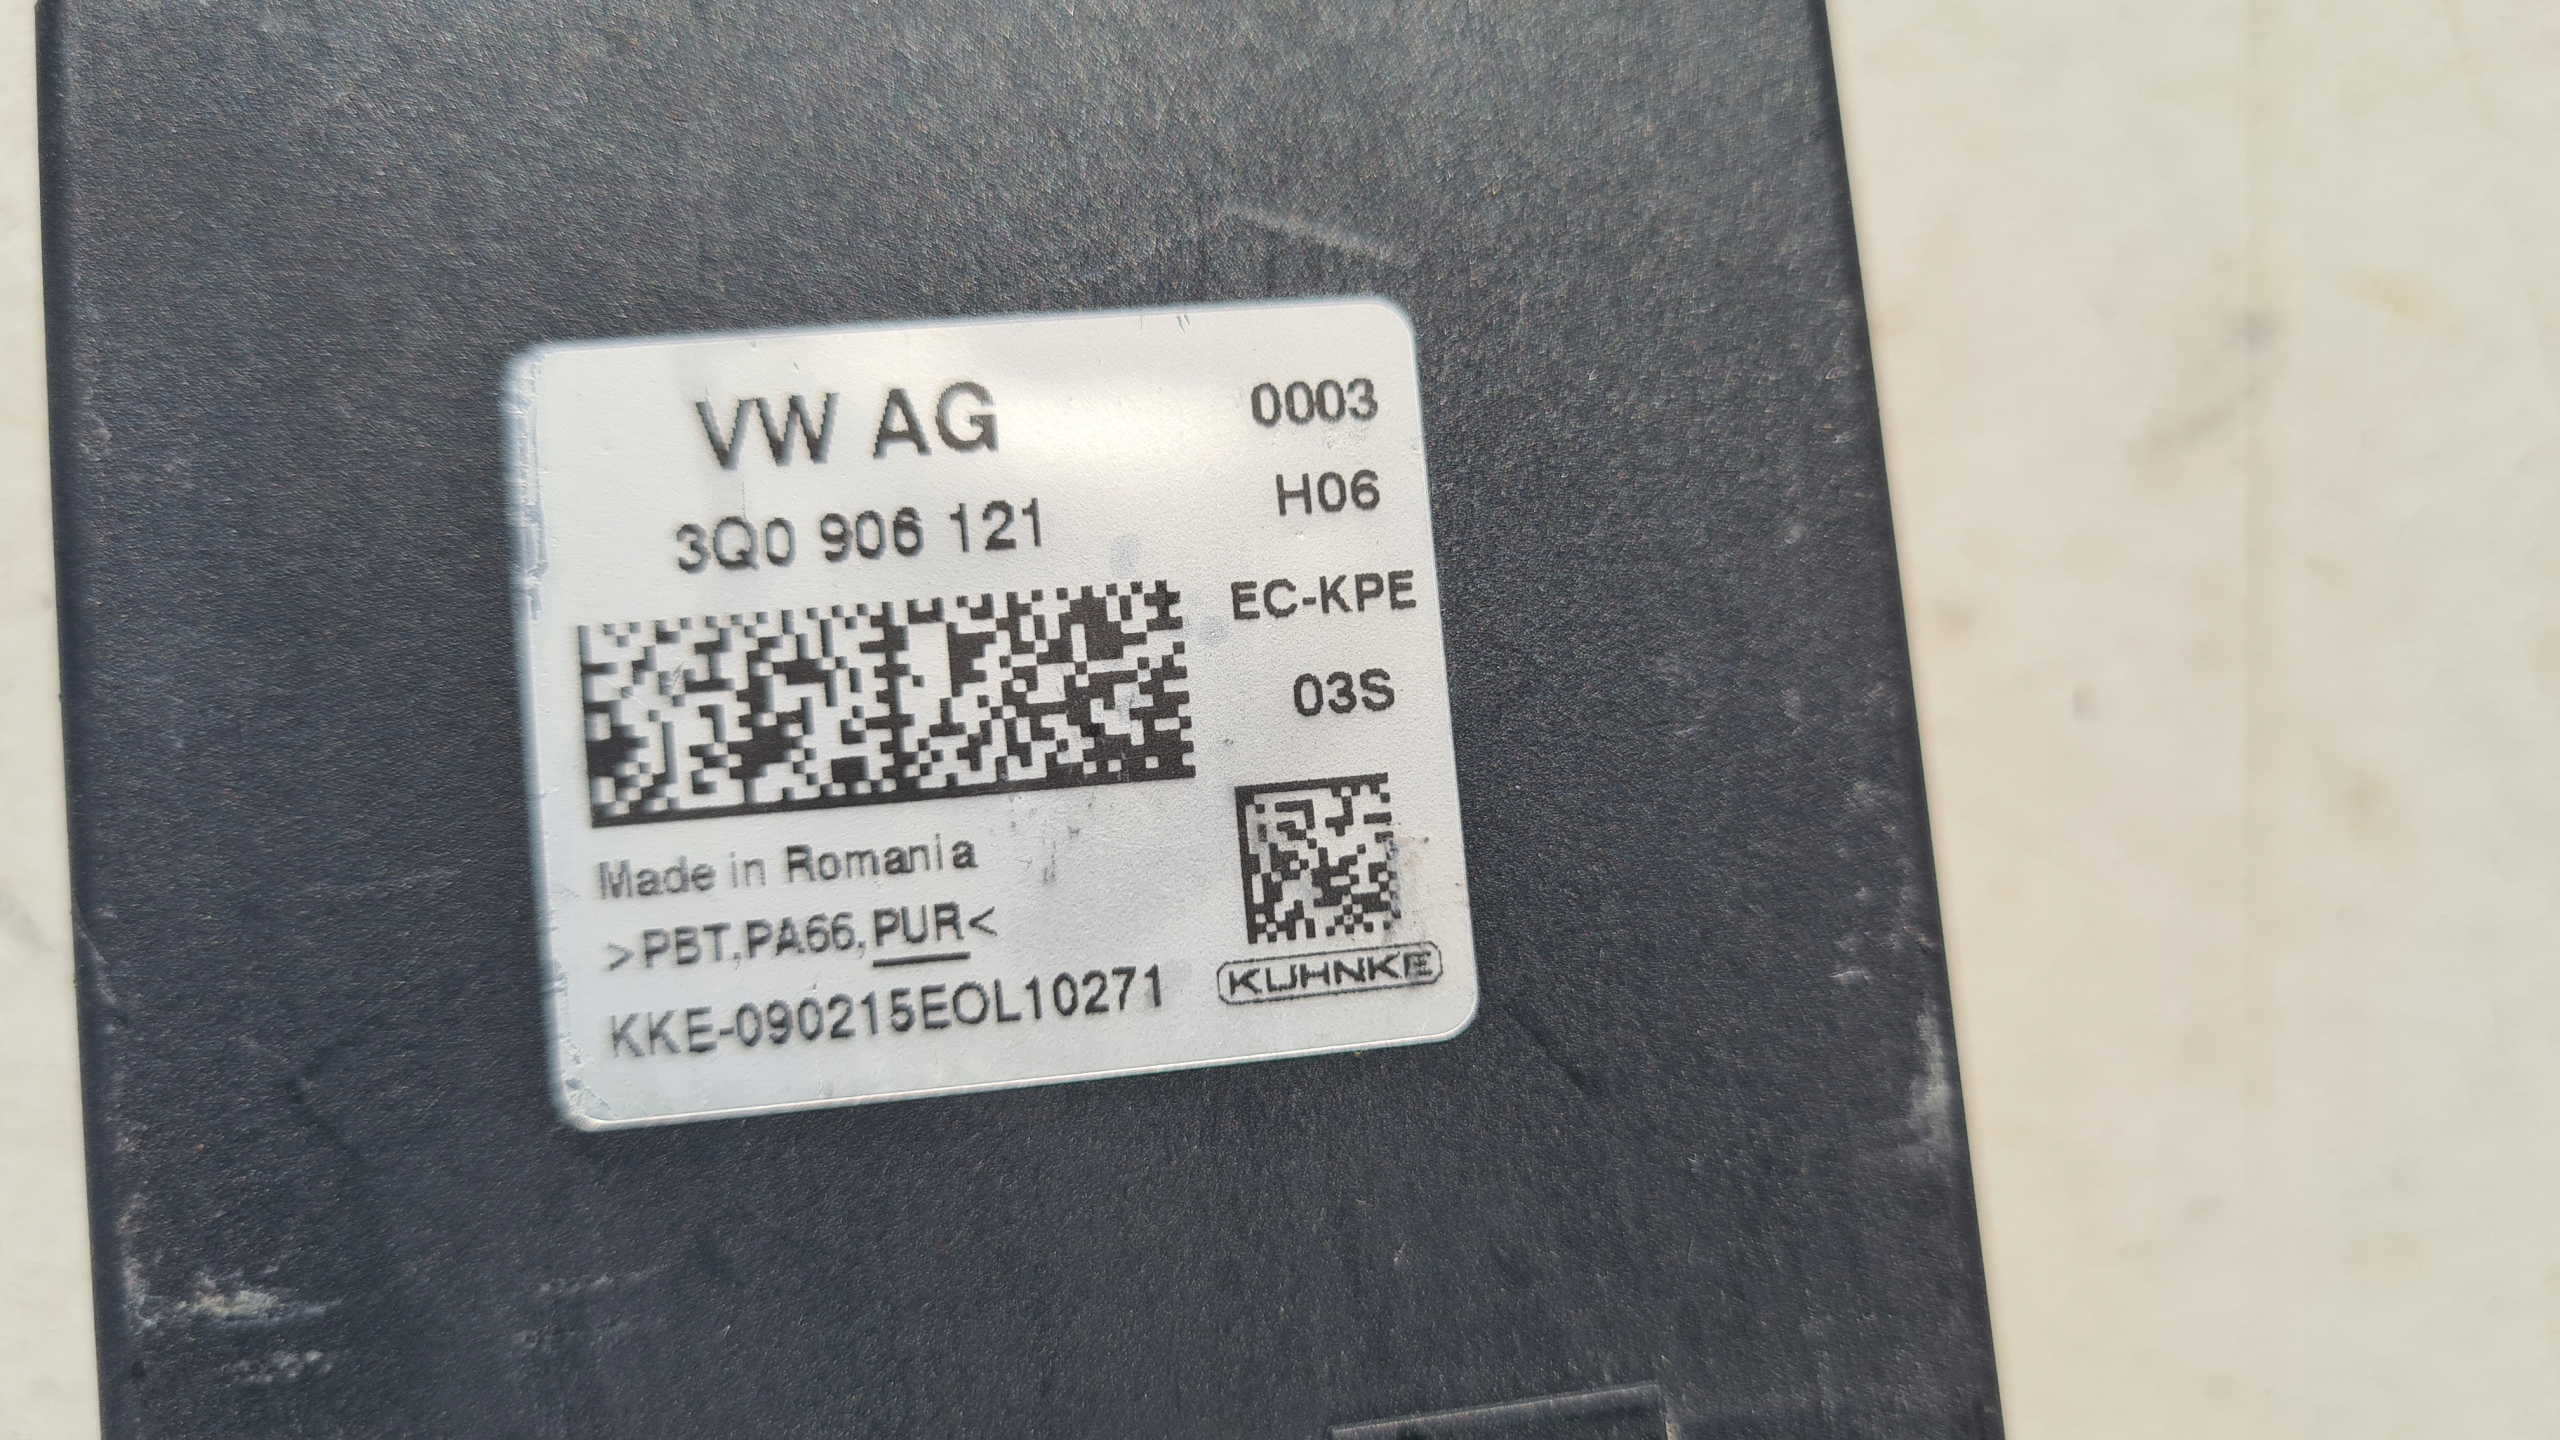 VW AG
3Q0 906 121
0003
H06
EC-KPE
03S
Made in Romania
>PBT,PA66,PUR<
KKE-090215EOL10271
KUHNKE